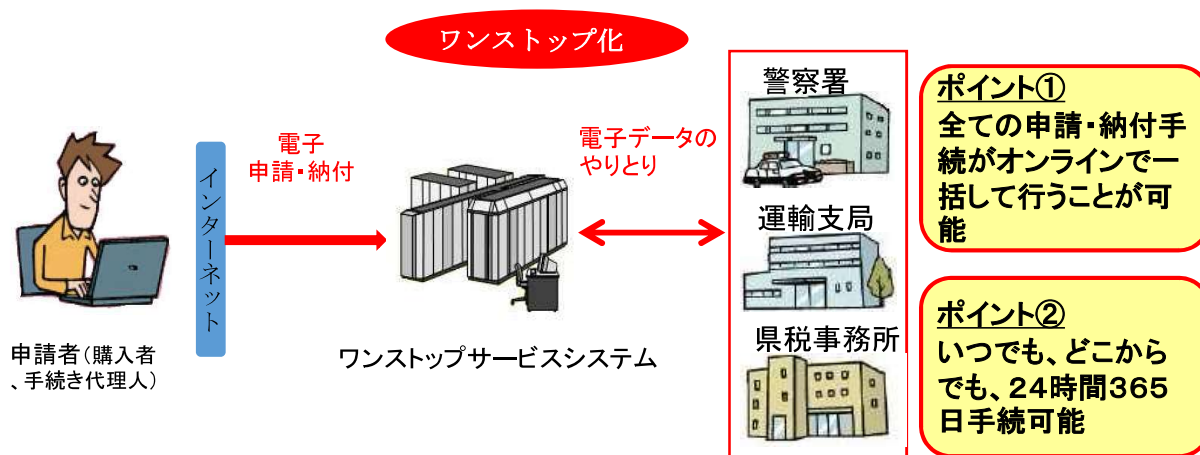 ワンストップ化
電子
申請・納付
電子データの
やりとり
インターネット
申請者（購入者
、手続き代理人）
ワンストップサービスシステム
警察署
運輸支局
県税事務所
ポイント①
全ての申請・納付手
続がオンラインで一
括して行うことが可
能
ポイント②
いつでも、どこから
でも、２４時間３６５
日手続可能